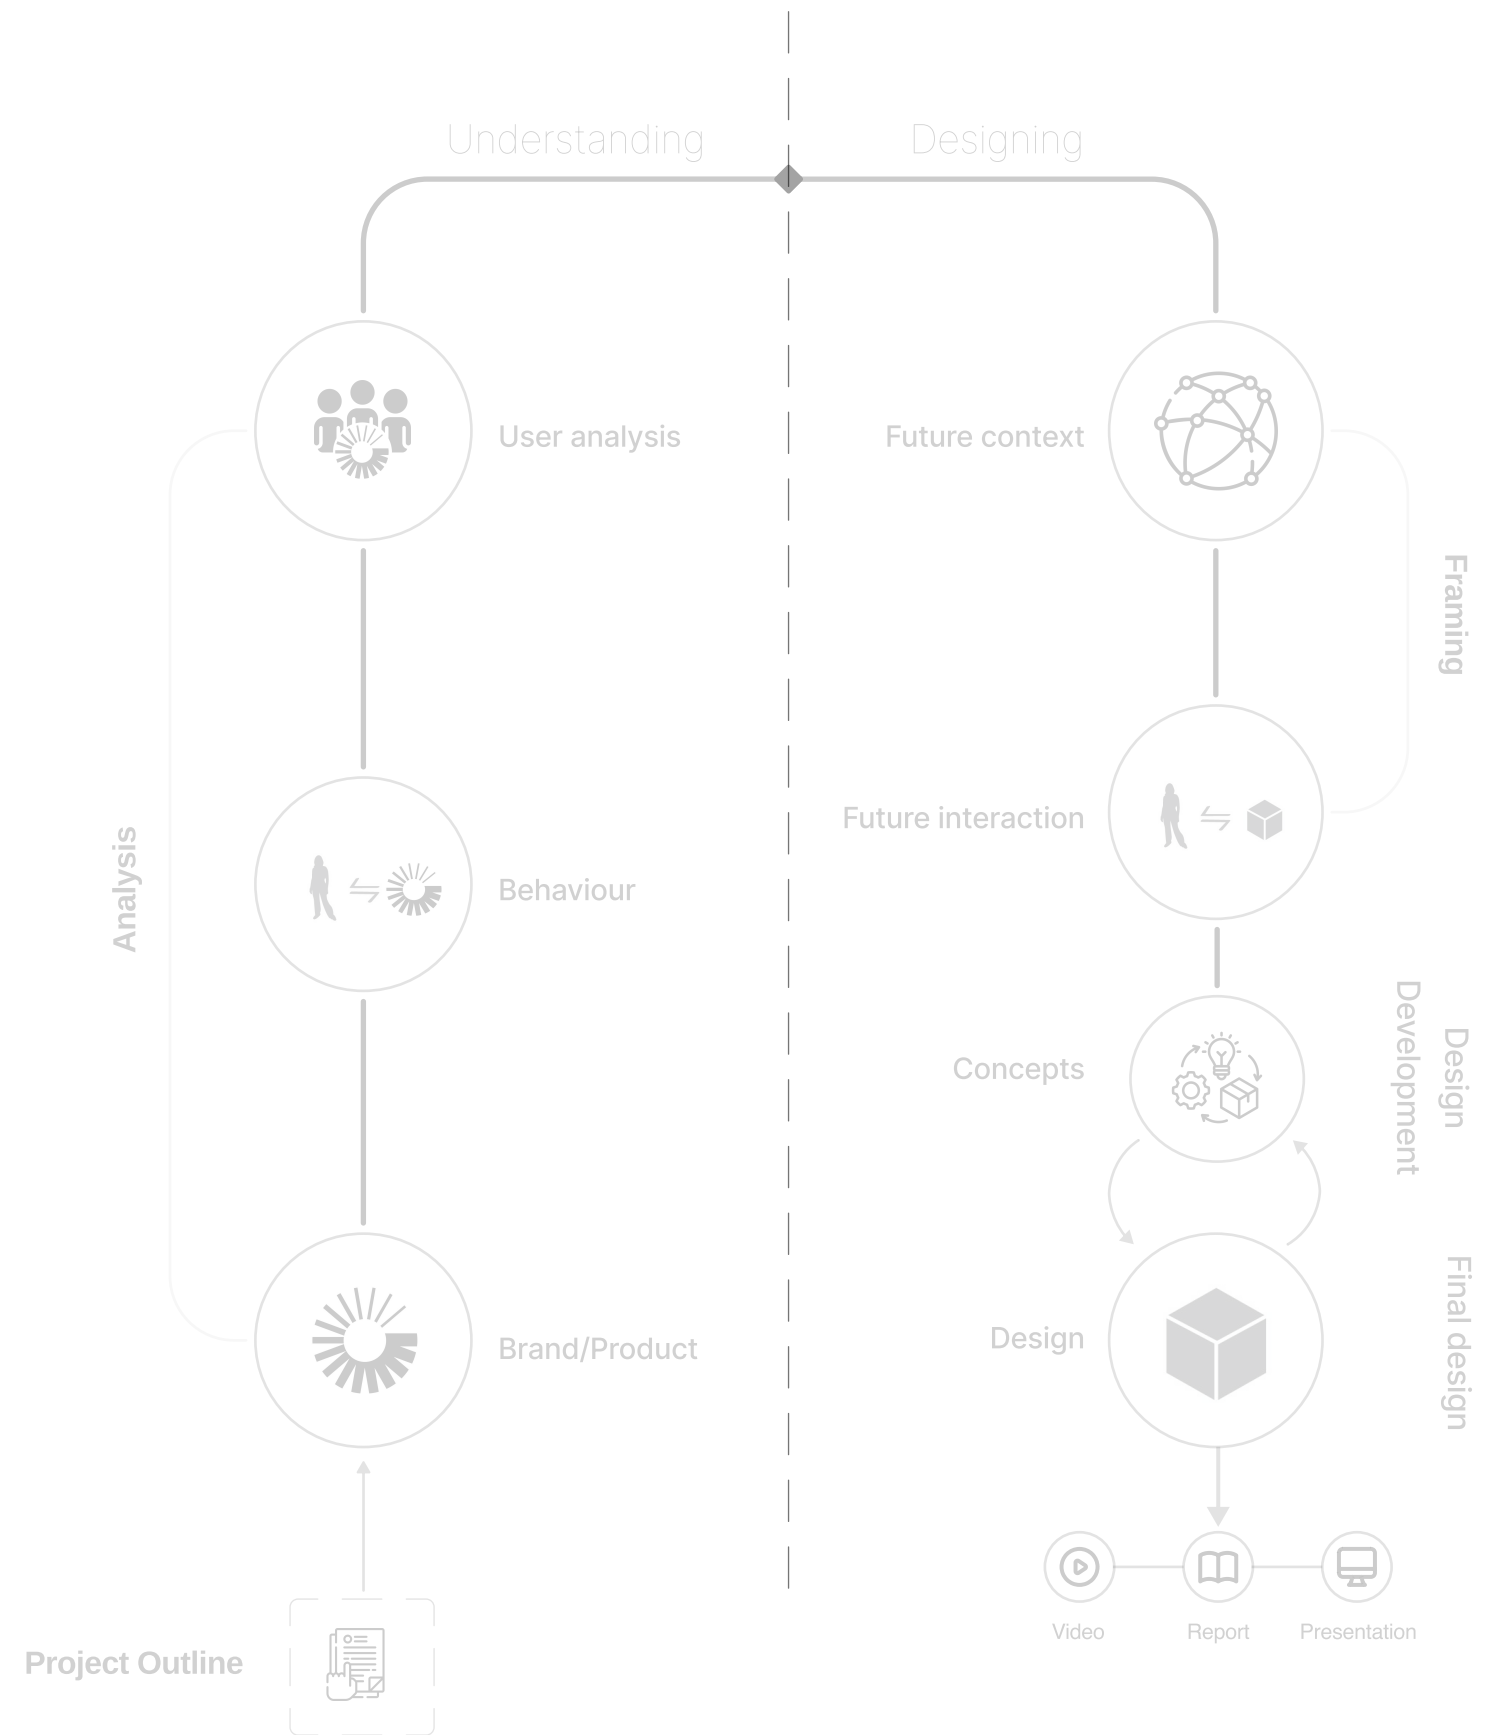 Understanding
Designing
User analysis
Future context
Framing
Future interaction
Analysis
Behaviour
Design
Development
Concepts
Final design
Design
Brand/Product
Video
Report
Presentation
Project Outline